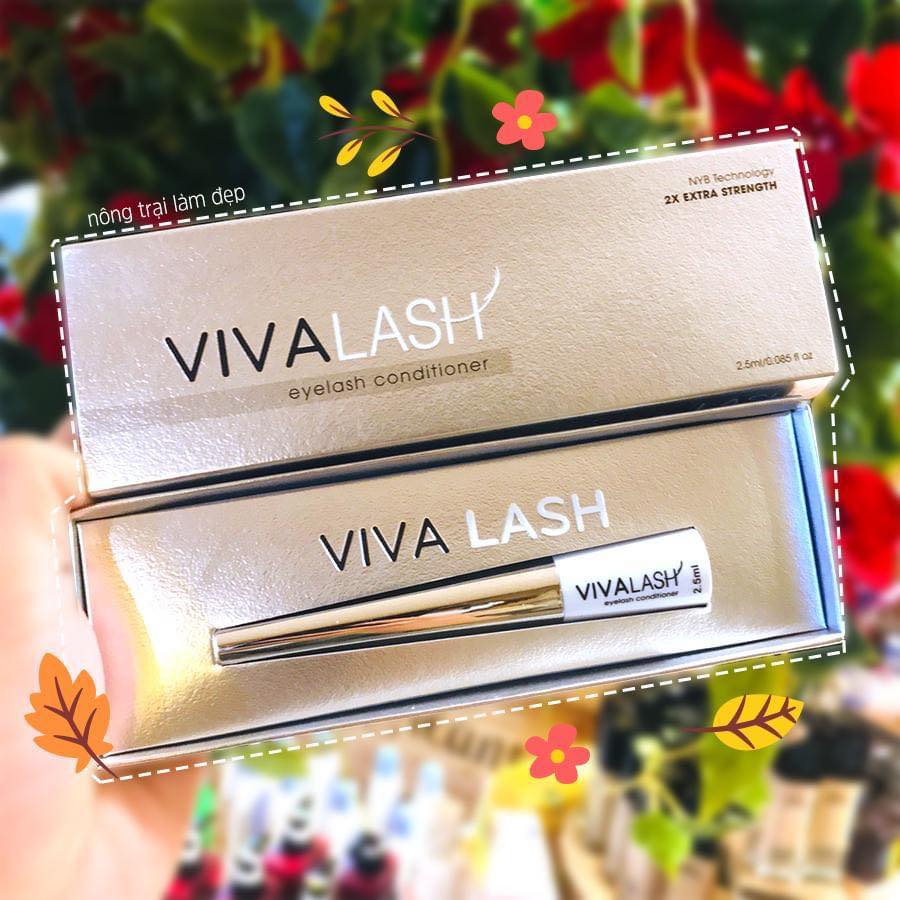 nông trại làm đẹp
NYB Technology
2X EXTRA STRENGTH
VIVALASH
eyelash conditioner
2.5ml/0.085 fl oz
VIVA LASH
VIVALASH
eyelash conditioner
2.5ml